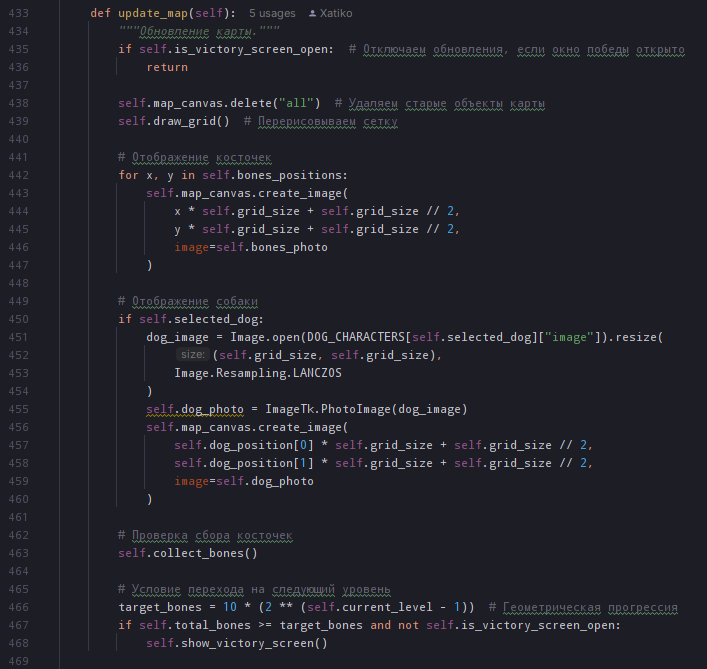 433 def update_map(self): 5 usages Xatiko
434 """Обновление карты."""
435 if self.is_victory_screen_open: # Отключаем обновления, если окно победы открыто
436 return
437
438 self.map_canvas.delete("all") # Удаляем старые объекты карты
439 self.draw_grid() # Перерисовываем сетку
440
441 # Отображение косточек
442 for x, y in self.bones_positions:
443 self.map_canvas.create_image(
444 x * self.grid_size + self.grid_size // 2,
445 y * self.grid_size + self.grid_size // 2,
446 image=self.bones_photo
447 )
448
449 # Отображение собаки
450 if self.selected_dog:
451 dog_image = Image.open(DOG_CHARACTERS[self.selected_dog]["image"]).resize(
452 size: (self.grid_size, self.grid_size),
453 Image.Resampling.LANCZOS
454 )
455 self.dog_photo = ImageTk.PhotoImage(dog_image)
456 self.map_canvas.create_image(
457 self.dog_position[0] * self.grid_size + self.grid_size // 2,
458 self.dog_position[1] * self.grid_size + self.grid_size // 2,
459 image=self.dog_photo
460 )
461
462 # Проверка сбора косточек
463 self.collect_bones()
464
465 # Условие перехода на следующий уровень
466 target_bones = 10 * (2 ** (self.current_level - 1)) # Геометрическая прогрессия
467 if self.total_bones >= target_bones and not self.is_victory_screen_open:
468 self.show_victory_screen()
469